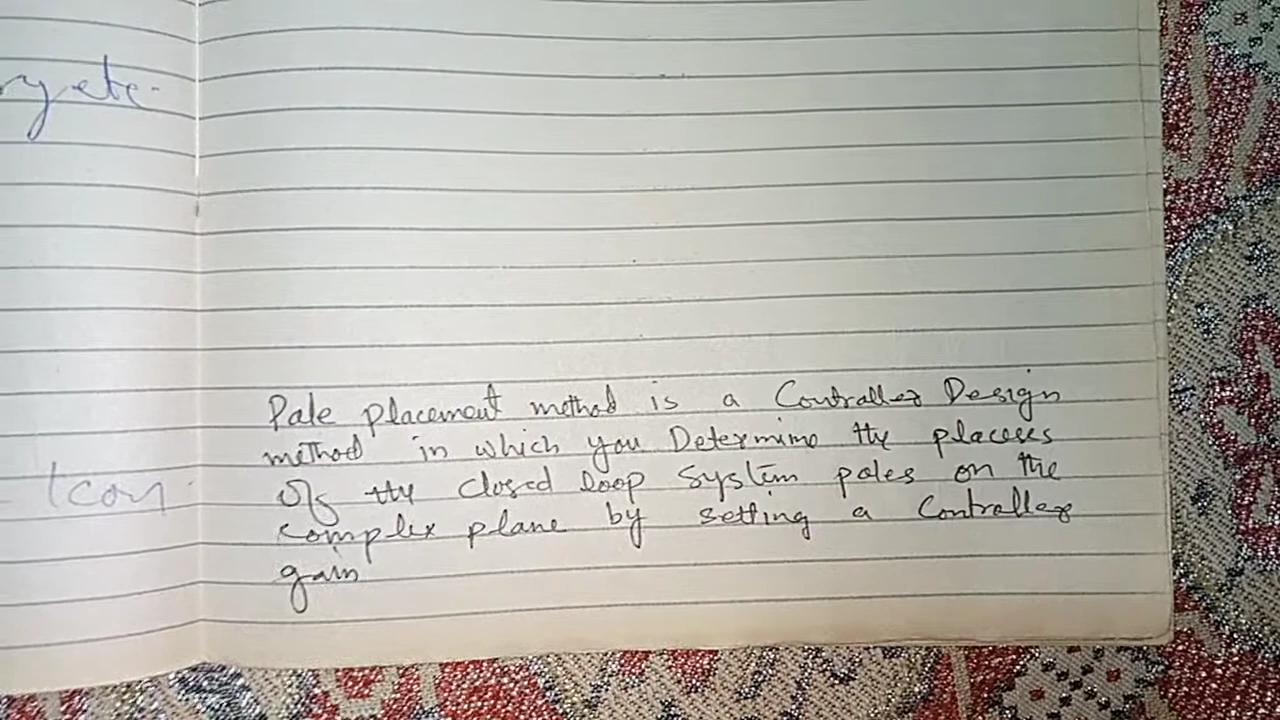 y etc.
Pole placement method is a Controller Design
method in which you Determine the places
of the closed loop system poles on the
complex plane by setting a Controller
gain